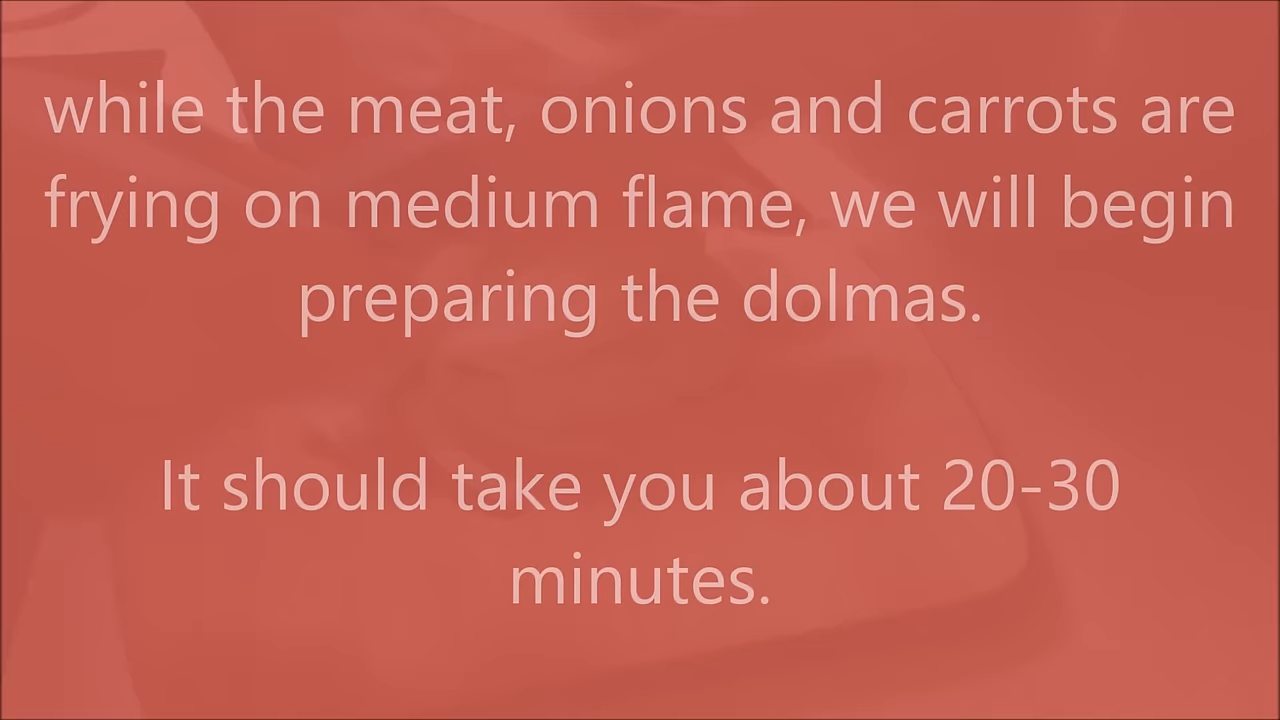 while the meat, onions and carrots are
frying on medium flame, we will begin
preparing the dolmas.
It should take you about 20-30
minutes.